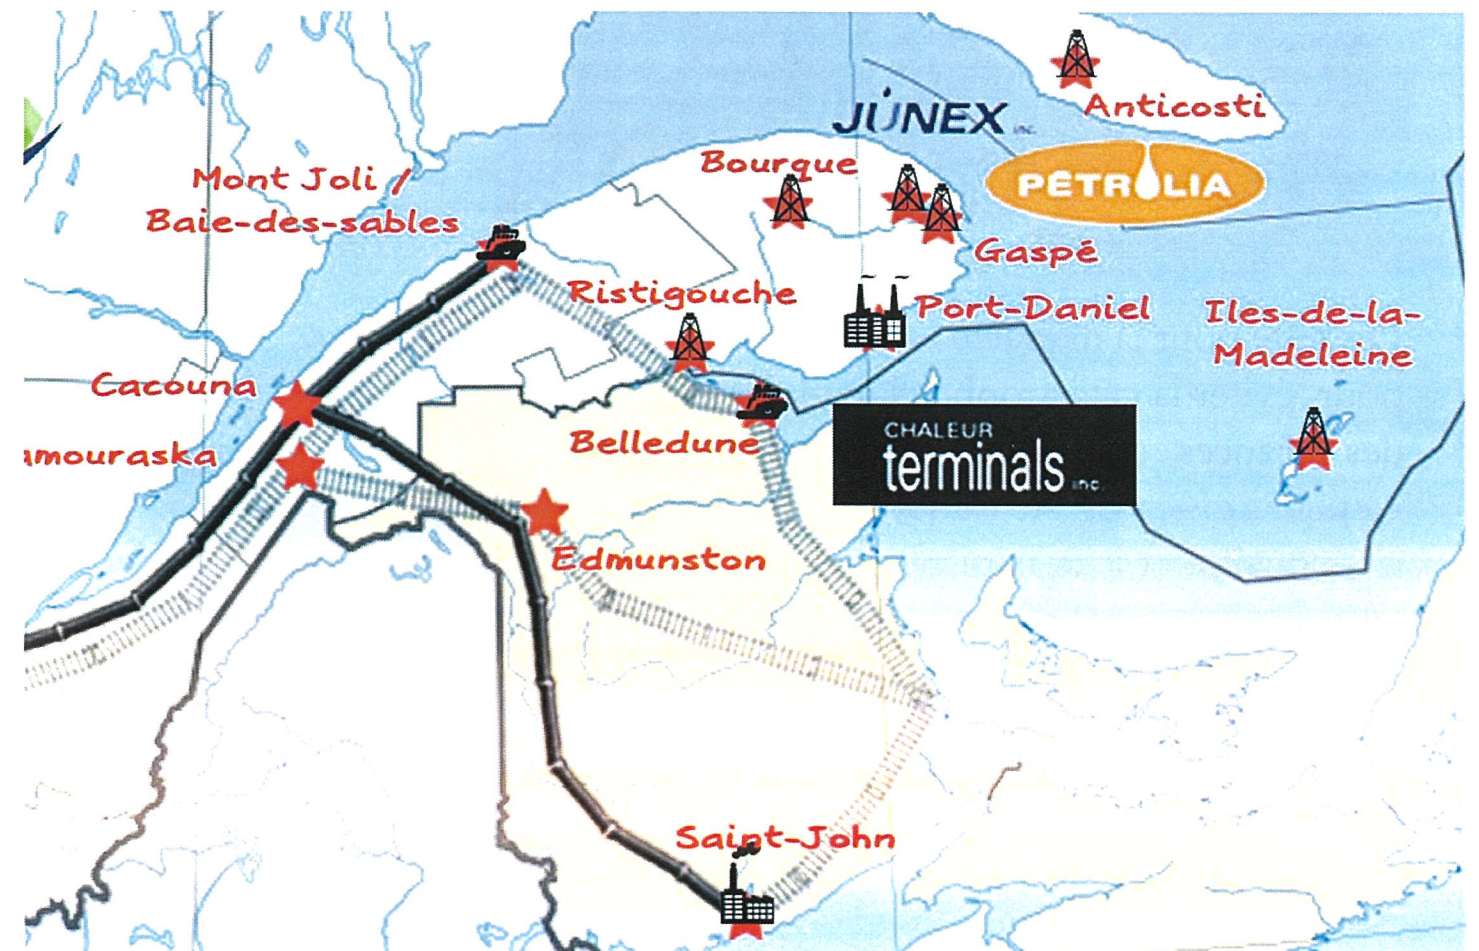 Anticosti
JUNEX INC.
Bourque
PÉTROLIA
Mont Joli /
Baie-des-sables
Gaspé
Ristigouche
Port-Daniel
Iles-de-la-
Madeleine
Cacouna
CHALEUR
terminals inc.
Belledune
amouraska
Edmunston
Saint-John